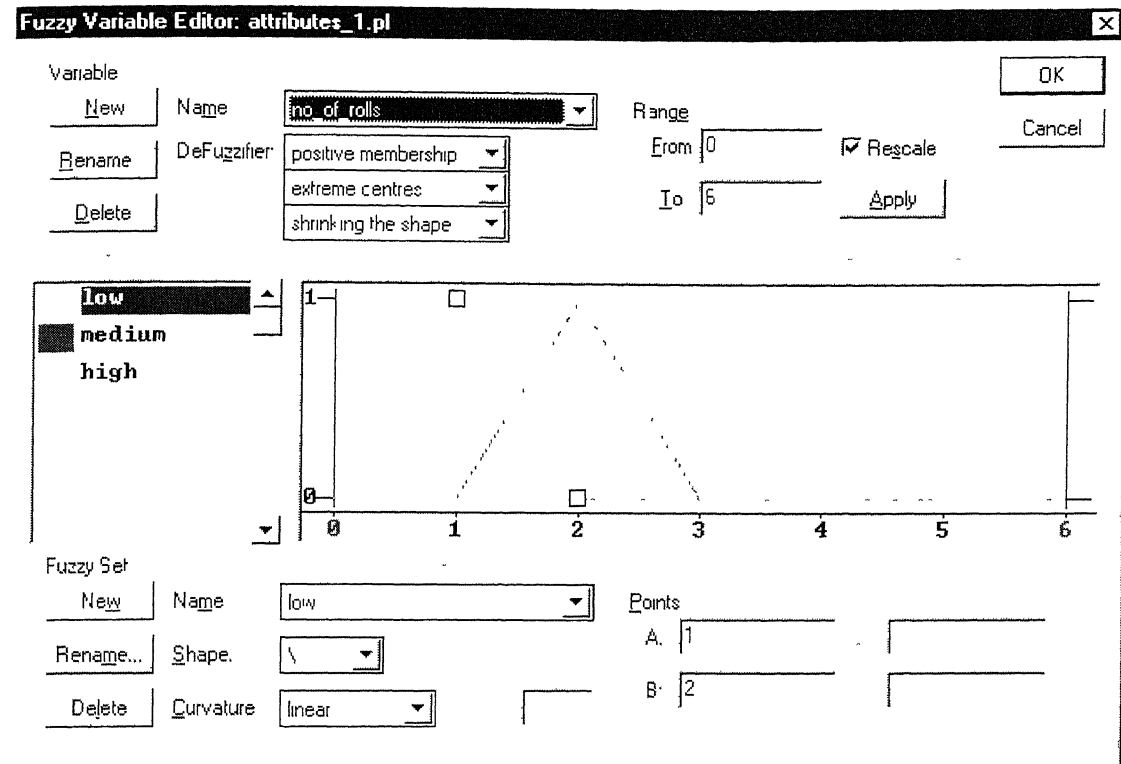 Fuzzy Variable Editor: attributes_1.pl
Variable
New
Name
no_of_rolls
Range
OK
Rename
DeFuzzifier
positive membership
From 0
Rescale
Cancel
extreme centres
Delete
shrinking the shape
To 6
Apply
low
medium
high
1
0
0 1 2 3 4 5 6
Fuzzy Set
New
Name
low
Points
A. 1
Rename...
Shape.
\
B: 2
Delete
Curvature
linear